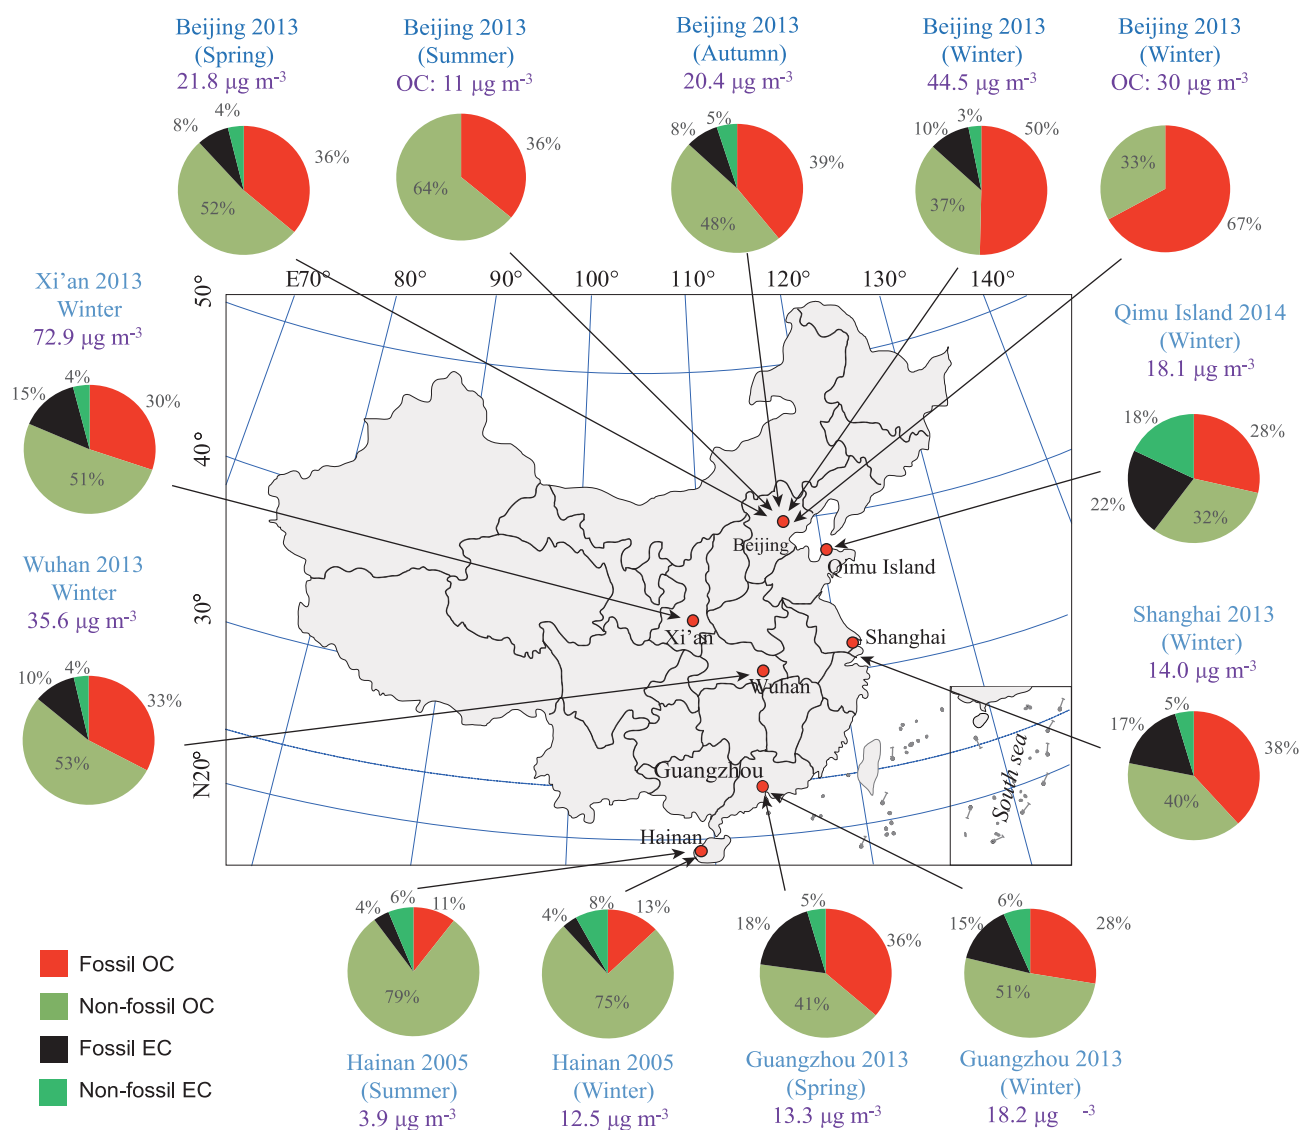 Beijing 2013
(Spring)
21.8 μg m-3
Beijing 2013
(Summer)
OC: 11 μg m-3
Beijing 2013
(Autumn)
20.4 μg m-3
Beijing 2013
(Winter)
44.5 μg m-3
Beijing 2013
(Winter)
OC: 30 μg m-3
4%
8%
36%
52%
36%
64%
5%
8%
39%
48%
3%
10%
50%
37%
33%
67%
E70°
80°
90°
100°
110°
120°
130°
140°
50°
40°
30°
N20°
Xi'an 2013
Winter
72.9 μg m-3
4%
15%
30%
51%
Qimu Island 2014
(Winter)
18.1 μg m-3
18%
28%
22%
32%
Wuhan 2013
Winter
35.6 μg m-3
4%
10%
33%
53%
Shanghai 2013
(Winter)
14.0 μg m-3
5%
17%
38%
40%
Beijing
Qimu Island
Xi'an
Shanghai
Wuhan
Guangzhou
Hainan
South sea
6%
4%
11%
79%
8%
4%
13%
75%
5%
18%
36%
41%
6%
15%
28%
51%
Fossil OC
Non-fossil OC
Fossil EC
Non-fossil EC
Hainan 2005
(Summer)
3.9 μg m-3
Hainan 2005
(Winter)
12.5 μg m-3
Guangzhou 2013
(Spring)
13.3 μg m-3
Guangzhou 2013
(Winter)
18.2 μg -3